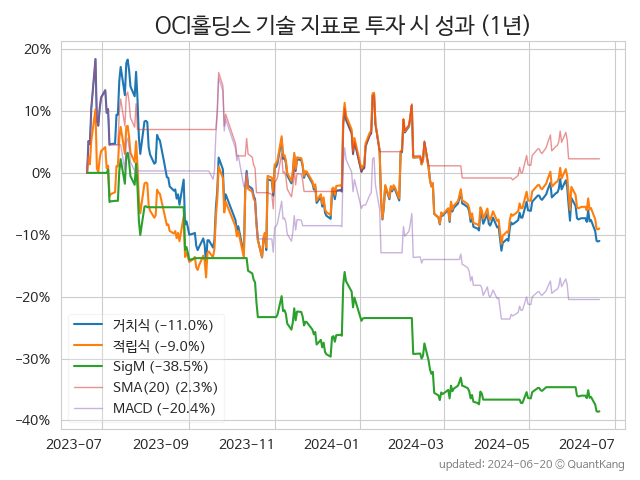 OCI홀딩스 기술 지표로 투자 시 성과 (1년)
20%
10%
0%
−10%
−20%
−30%
−40%
거치식 (−11.0%)
적립식 (−9.0%)
SigM (−38.5%)
SMA(20) (2.3%)
MACD (−20.4%)
2023−07 2023−09 2023−11 2024−01 2024−03 2024−05 2024−07
updated: 2024−06−20 ⓒ QuantKang